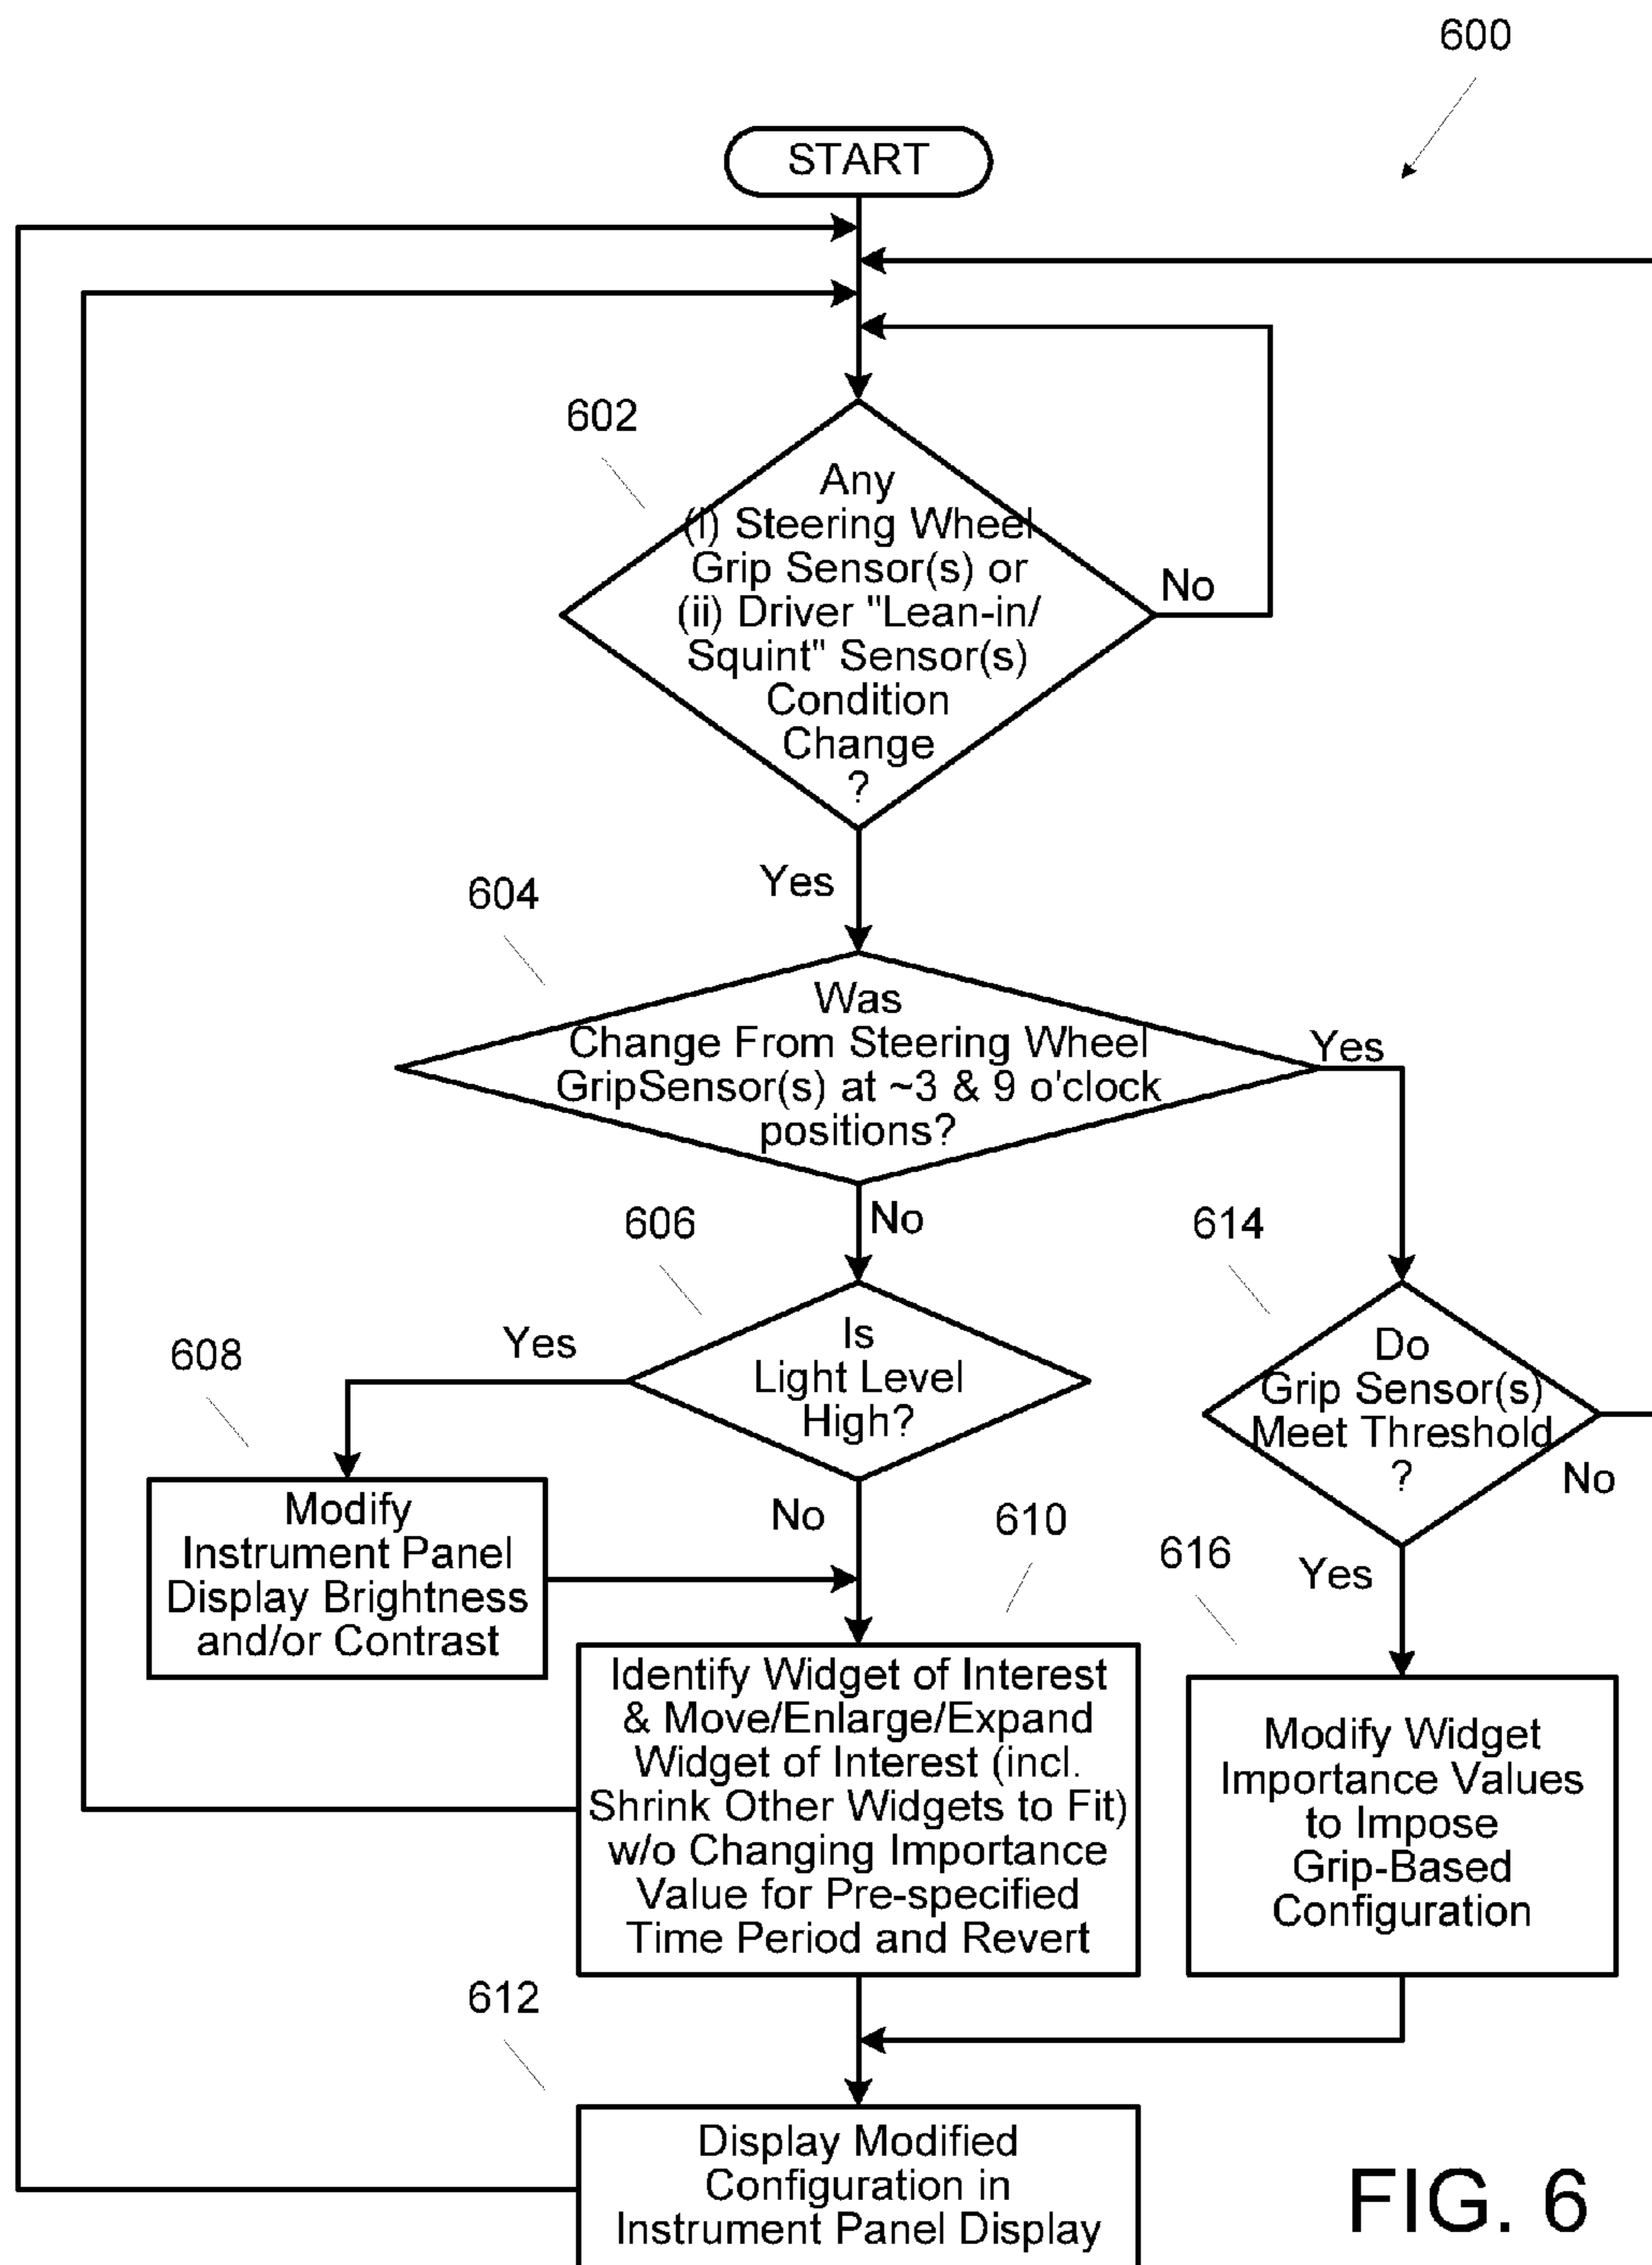 600
START
602
Any
(i) Steering Wheel
Grip Sensor(s) or
(ii) Driver "Lean-in/
Squint" Sensor(s)
Condition
Change
?
No
Yes
604
Was
Change From Steering Wheel
GripSensor(s) at ~3 & 9 o'clock
positions?
Yes
No
606
614
Is
Light Level
High?
Yes
608
Do
Grip Sensor(s)
Meet Threshold
?
No
Modify
Instrument Panel
Display Brightness
and/or Contrast
No
610
616
Yes
Identify Widget of Interest
& Move/Enlarge/Expand
Widget of Interest (incl.
Shrink Other Widgets to Fit)
w/o Changing Importance
Value for Pre-specified
Time Period and Revert
Modify Widget
Importance Values
to Impose
Grip-Based
Configuration
612
Display Modified
Configuration in
Instrument Panel Display
FIG. 6